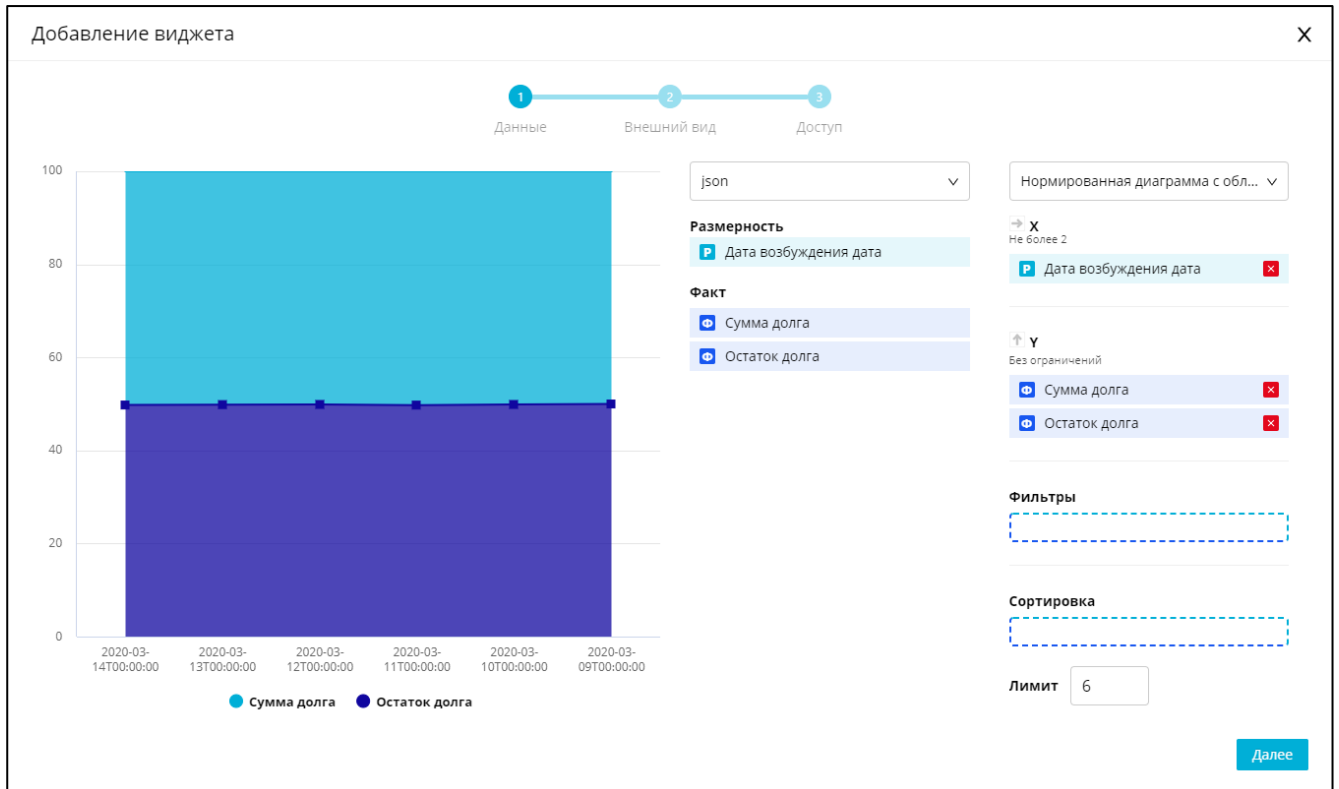 Добавление виджета
X
1
2
3
Данные
Внешний вид
Доступ
100
80
60
40
20
0
2020-03-
14T00:00:00
2020-03-
13T00:00:00
2020-03-
12T00:00:00
2020-03-
11T00:00:00
2020-03-
10T00:00:00
2020-03-
09T00:00:00
Сумма долга
Остаток долга
json
Размерность
Р Дата возбуждения дата
Факт
Ф Сумма долга
Ф Остаток долга
Нормированная диаграмма с обл...
X
Не более 2
Р Дата возбуждения дата
Y
Без ограничений
Ф Сумма долга
Ф Остаток долга
Фильтры
Сортировка
Лимит 6
Далее